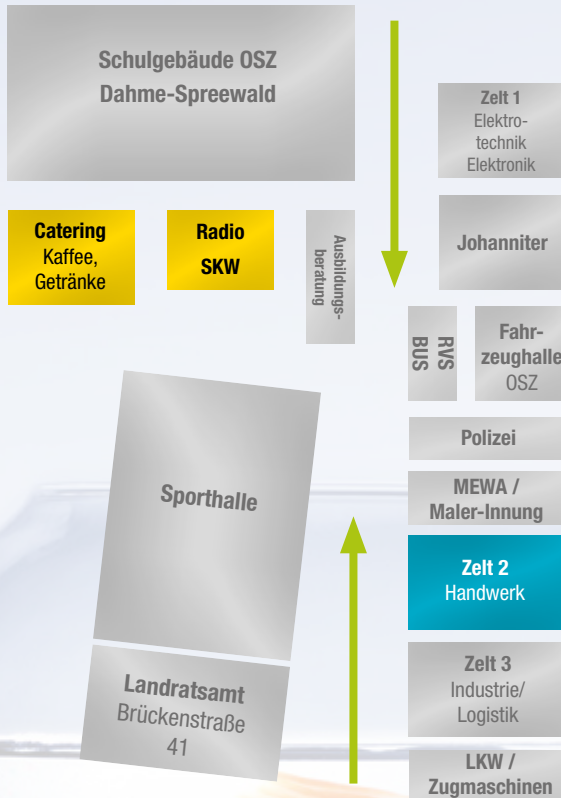 Schulgebäude OSZ
Dahme-Spreewald
Zelt 1
Elektro-
technik
Elektronik
Catering
Kaffee,
Getränke
Radio
SKW
Ausbildungs-
beratung
Johanniter
RVS
BUS
Fahr-
zeughalle
OSZ
Polizei
Sporthalle
MEWA /
Maler-Innung
Zelt 2
Handwerk
Zelt 3
Industrie/
Logistik
Landratsamt
Brückenstraße
41
LKW /
Zugmaschinen